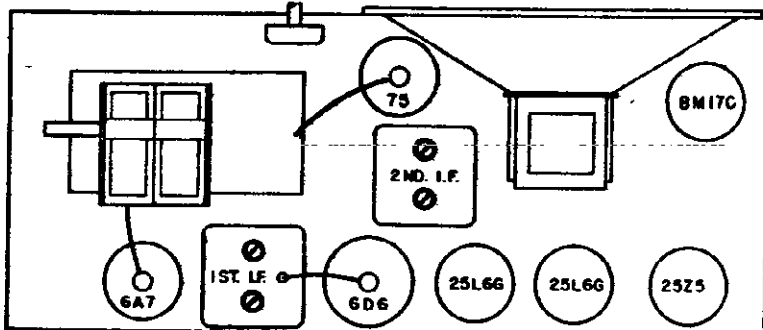 75
BM17C
2ND. I.F.
1ST. I.F.
6A7
6D6
25L6G
25L6G
25Z5